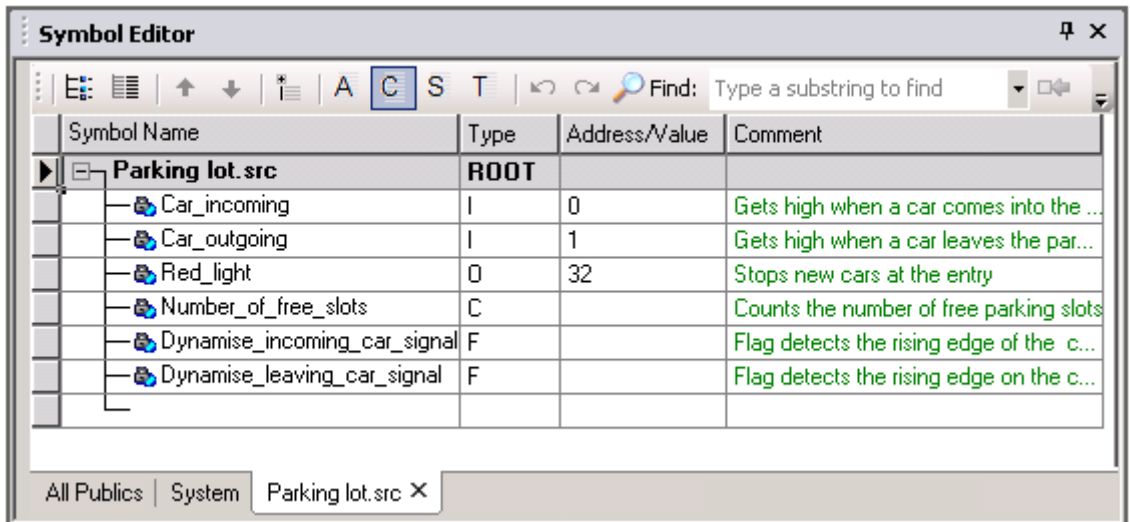 Symbol Editor
A C S T Find: Type a substring to find
Symbol Name Type Address/Value Comment
Parking lot.src ROOT
Car_incoming I 0 Gets high when a car comes into the ...
Car_outgoing I 1 Gets high when a car leaves the par...
Red_light O 32 Stops new cars at the entry
Number_of_free_slots C Counts the number of free parking slots
Dynamise_incoming_car_signal F Flag detects the rising edge of the c...
Dynamise_leaving_car_signal F Flag detects the rising edge on the c...
All Publics System Parking lot.src